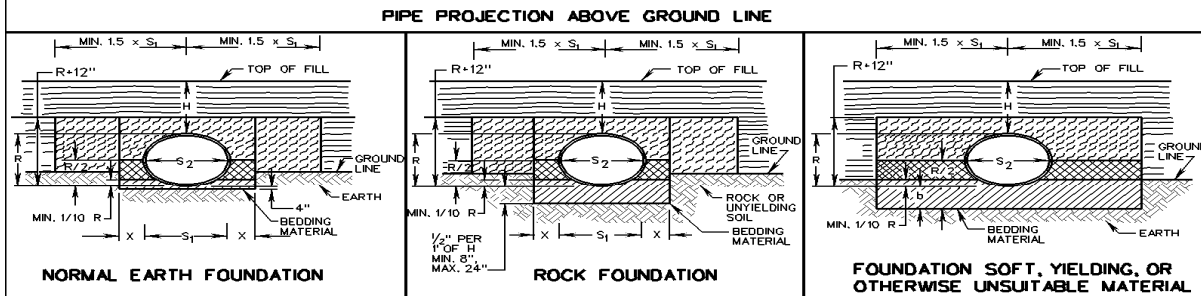 PIPE PROJECTION ABOVE GROUND LINE
MIN. 1.5 x S1
MIN. 1.5 x S1
R+12"
TOP OF FILL
H
R
R/2
S2
GROUND
LINE
EARTH
MIN. 1/10 R
4"
BEDDING
MATERIAL
X
S1
X
NORMAL EARTH FOUNDATION
MIN. 1.5 x S1
MIN. 1.5 x S1
R+12"
TOP OF FILL
H
R
R/2
S2
GROUND
LINE
MIN. 1/10 R
ROCK OR
UNYIELDING
SOIL
BEDDING
MATERIAL
1/2" PER
1' OF H
MIN. 8",
MAX. 24"
X
S1
X
ROCK FOUNDATION
MIN. 1.5 x S1
MIN. 1.5 x S1
R+12"
TOP OF FILL
H
R
R/2
S2
GROUND
LINE
b
MIN. 1/10 R
BEDDING
MATERIAL
EARTH
FOUNDATION SOFT, YIELDING, OR
OTHERWISE UNSUITABLE MATERIAL